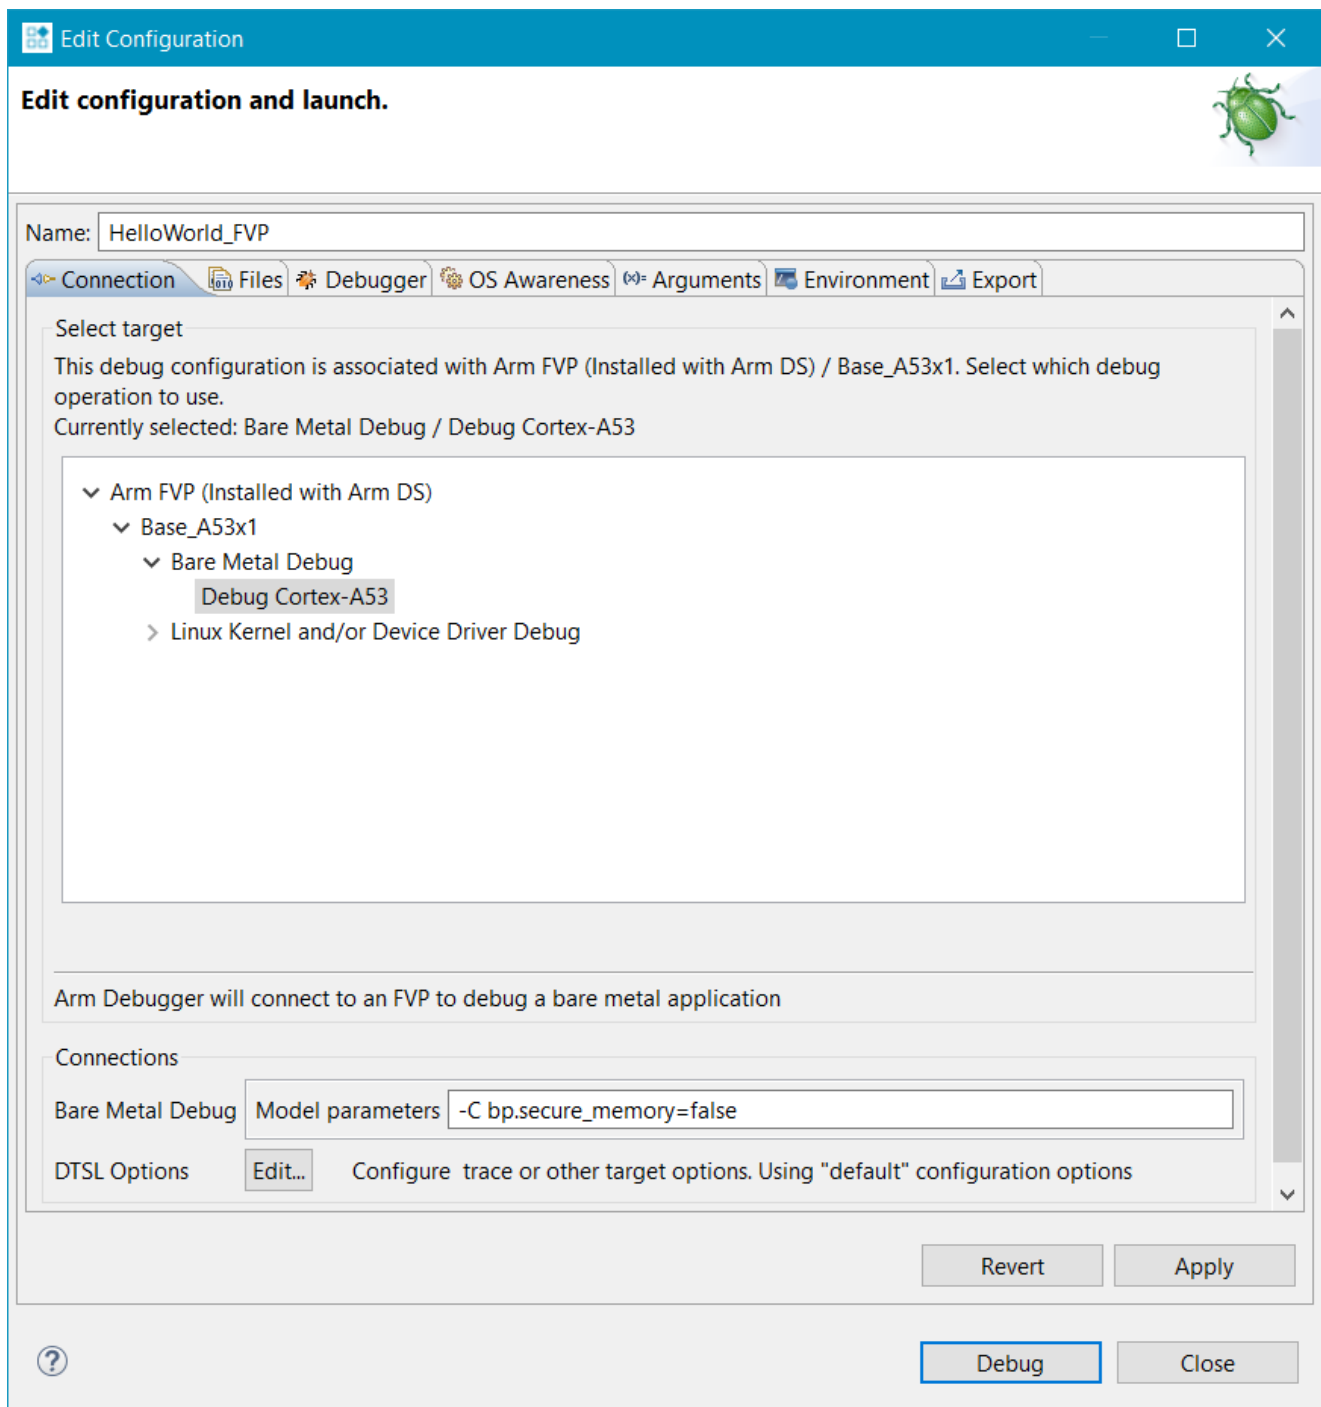 Edit Configuration
Edit configuration and launch.
Name: HelloWorld_FVP
Connection Files Debugger OS Awareness (x)= Arguments Environment Export
Select target
This debug configuration is associated with Arm FVP (Installed with Arm DS) / Base_A53x1. Select which debug
operation to use.
Currently selected: Bare Metal Debug / Debug Cortex-A53
Arm FVP (Installed with Arm DS)
Base_A53x1
Bare Metal Debug
Debug Cortex-A53
Linux Kernel and/or Device Driver Debug
Arm Debugger will connect to an FVP to debug a bare metal application
Connections
Bare Metal Debug Model parameters -C bp.secure_memory=false
DTSL Options Edit... Configure trace or other target options. Using "default" configuration options
Revert Apply
? Debug Close